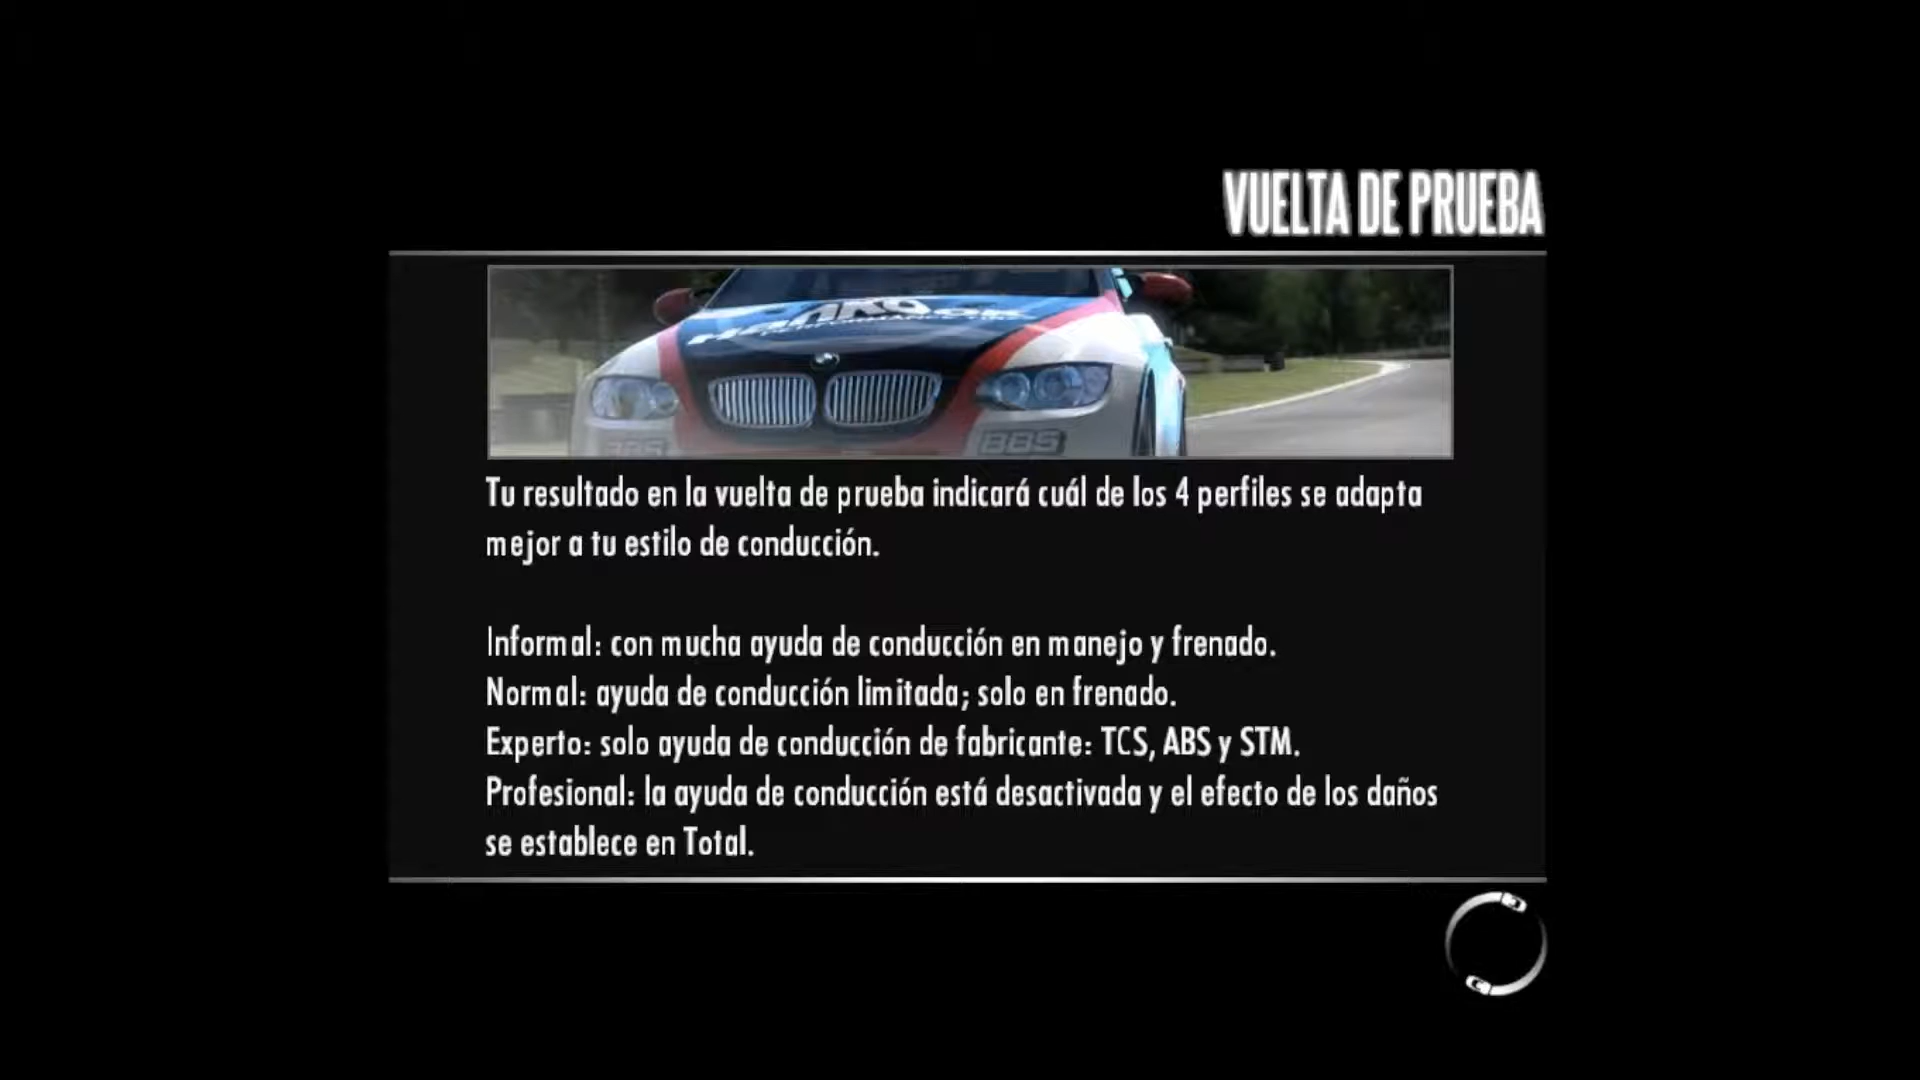 VUELTA DE PRUEBA
HANKOOK
BBS
BBS
Tu resultado en la vuelta de prueba indicará cuál de los 4 perfiles se adapta
mejor a tu estilo de conducción.
Informal: con mucha ayuda de conducción en manejo y frenado.
Normal: ayuda de conducción limitada; solo en frenado.
Experto: solo ayuda de conducción de fabricante: TCS, ABS y STM.
Profesional: la ayuda de conducción está desactivada y el efecto de los daños
se establece en Total.